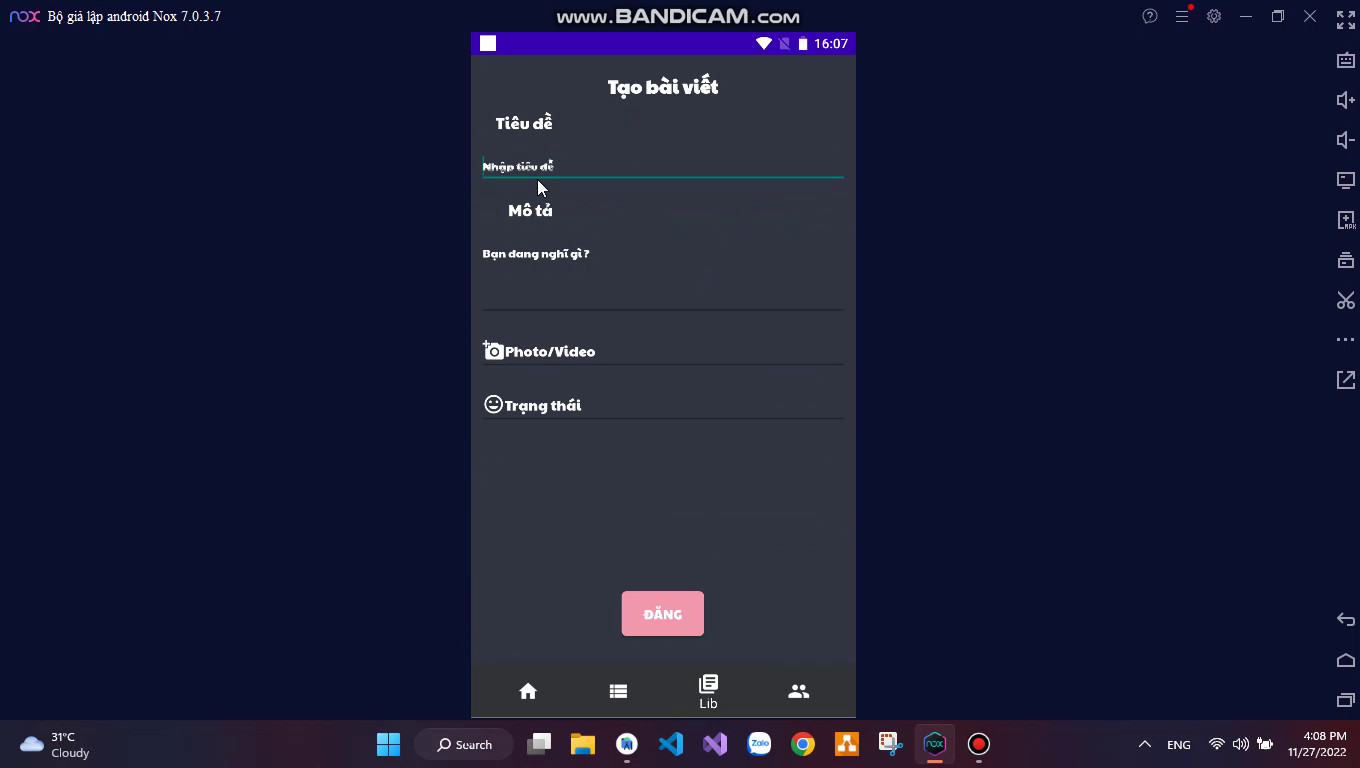 nox Bộ giả lập android Nox 7.0.3.7
www.BANDICAM.com
16:07
Tạo bài viết
Tiêu đề
Nhập tiêu đề
Mô tả
Bạn đang nghĩ gì ?
Photo/Video
Trạng thái
ĐĂNG
Lib
31°C
Cloudy
Search
Zalo
nox
ENG
4:08 PM
11/27/2022